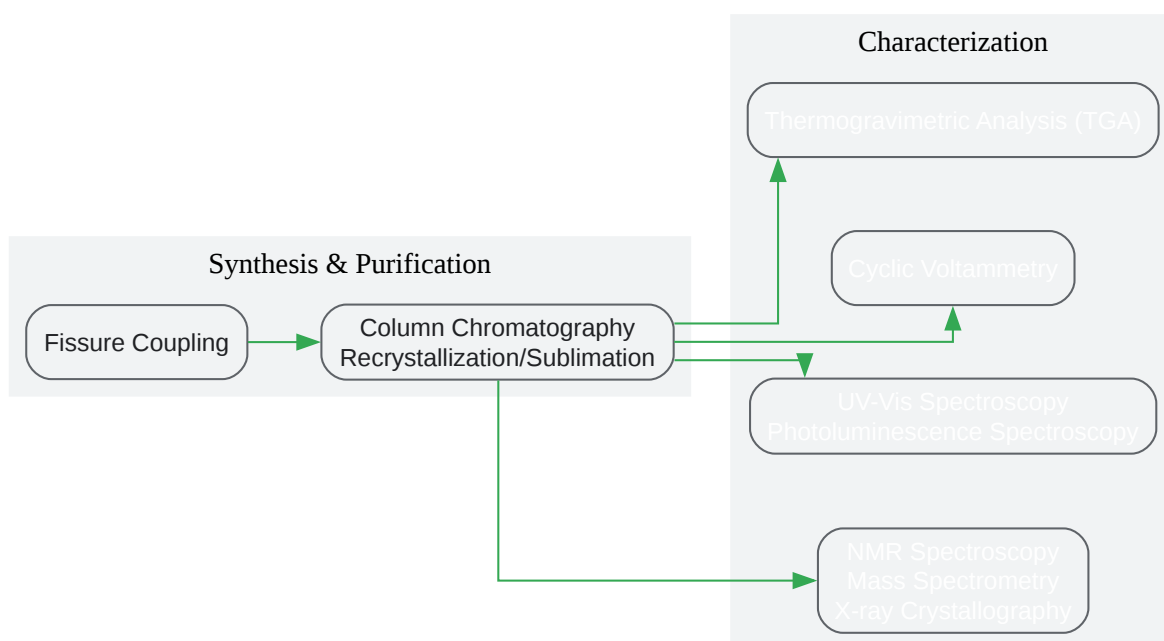 Characterization
Thermogravimetric Analysis (TGA)
Synthesis & Purification
Cyclic Voltammetry
Fissure Coupling
Column Chromatography
Recrystallization/Sublimation
UV-Vis Spectroscopy
Photoluminescence Spectroscopy
NMR Spectroscopy
Mass Spectrometry
X-ray Crystallography